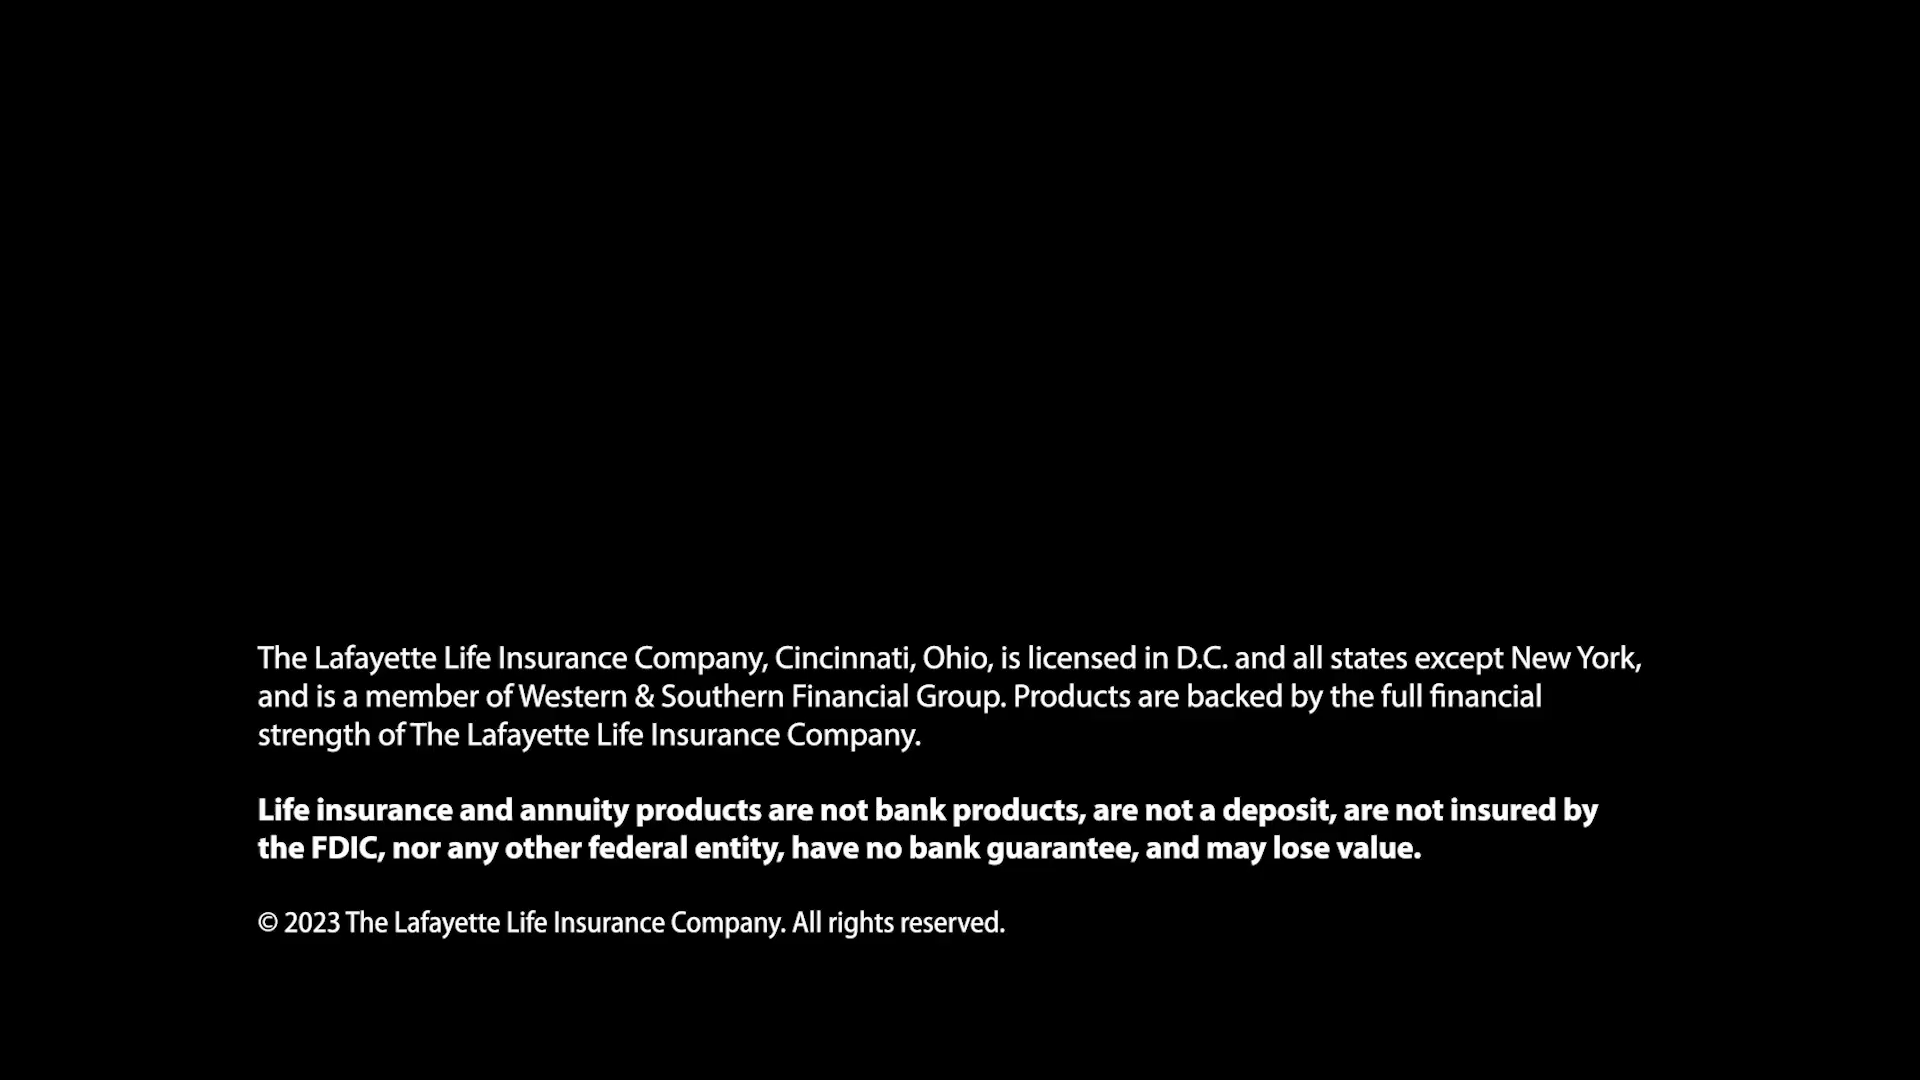 The Lafayette Life Insurance Company, Cincinnati, Ohio, is licensed in D.C. and all states except New York,
and is a member of Western & Southern Financial Group. Products are backed by the full financial
strength of The Lafayette Life Insurance Company.
Life insurance and annuity products are not bank products, are not a deposit, are not insured by
the FDIC, nor any other federal entity, have no bank guarantee, and may lose value.
© 2023 The Lafayette Life Insurance Company. All rights reserved.